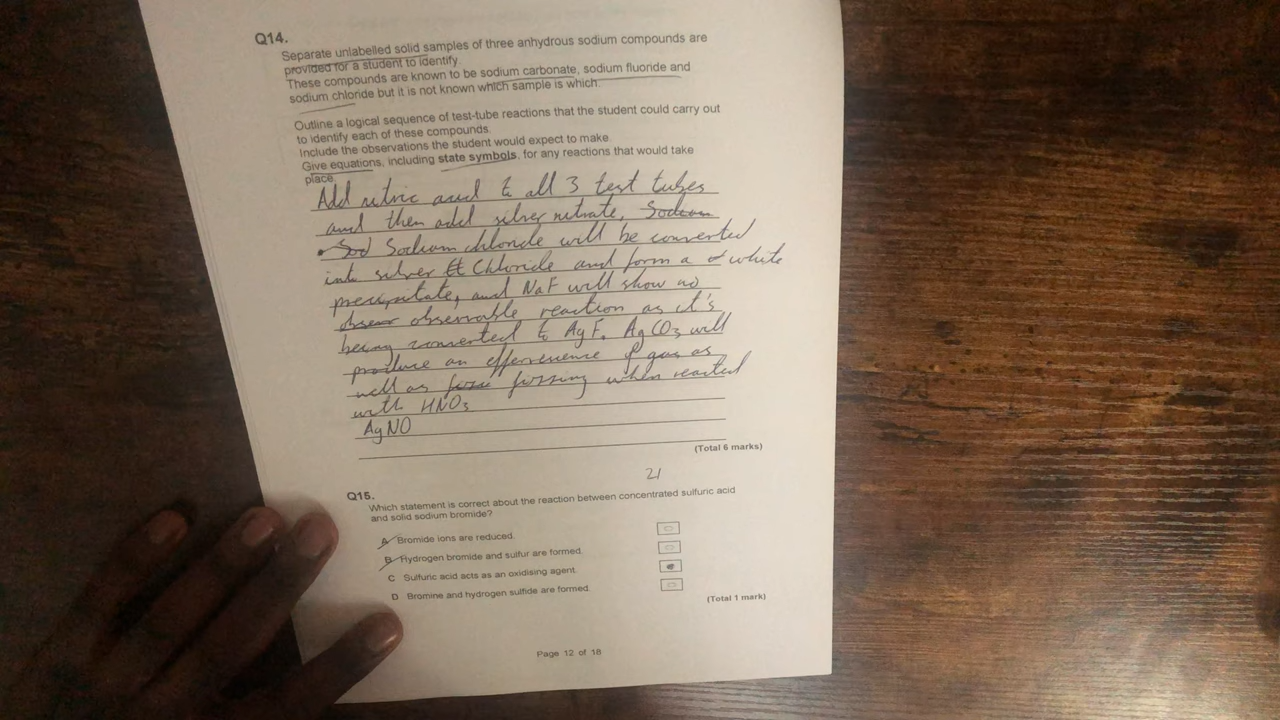 Q14.
Separate unlabelled solid samples of three anhydrous sodium compounds are
provided for a student to identify.
These compounds are known to be sodium carbonate, sodium fluoride and
sodium chloride but it is not known which sample is which.
Outline a logical sequence of test-tube reactions that the student could carry out
to identify each of these compounds.
Include the observations the student would expect to make.
Give equations, including state symbols, for any reactions that would take
place.
Add nitric acid to all 3 test tubes
and then add silver nitrate, Sodium
Sod Sodium chloride will be converted
into silver Chloride and form a white
precipitate, and NaF will show no
observable reaction as it's
being converted to AgF. AgCO3 will
produce an effervesence of gas as
well as fizzing when reacted
with HNO3
AgNO
(Total 6 marks)
21
Q15.
Which statement is correct about the reaction between concentrated sulfuric acid
and solid sodium bromide?
A Bromide ions are reduced.
B Hydrogen bromide and sulfur are formed.
C Sulfuric acid acts as an oxidising agent.
D Bromine and hydrogen sulfide are formed.
(Total 1 mark)
Page 12 of 18